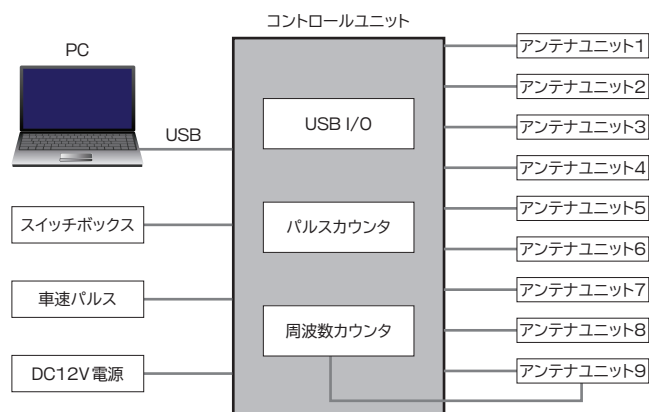 コントロールユニット
PC
USB
スイッチボックス
車速パルス
DC12V電源
USB I/O
パルスカウンタ
周波数カウンタ
アンテナユニット1
アンテナユニット2
アンテナユニット3
アンテナユニット4
アンテナユニット5
アンテナユニット6
アンテナユニット7
アンテナユニット8
アンテナユニット9